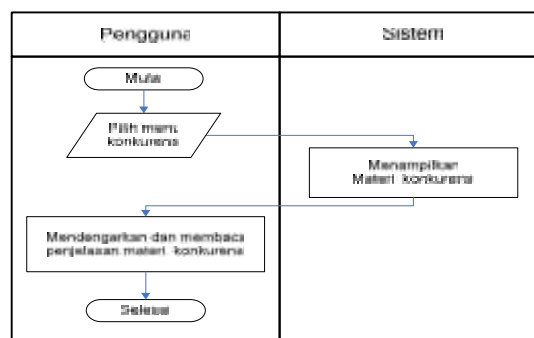 Pengguna
Sistem
Mulai
Pilih menu
konkurensi
Menampilkan
Materi konkurensi
Mendengarkan dan membaca
penjelasan materi konkurensi
Selesai